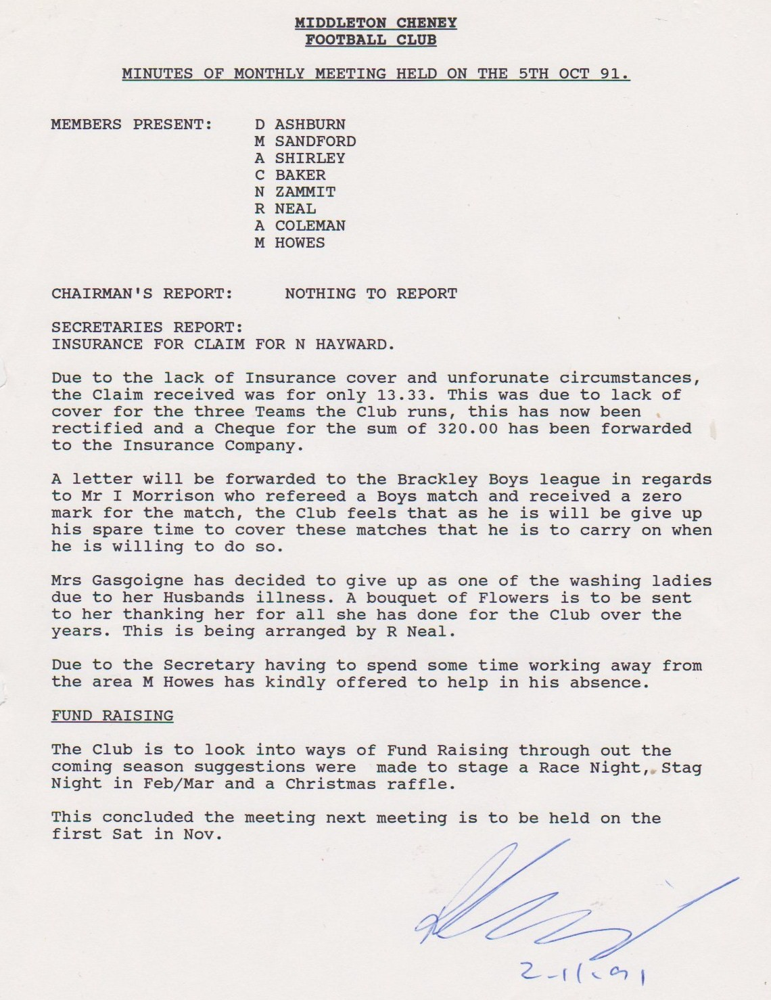 MIDDLETON CHENEY
FOOTBALL CLUB
MINUTES OF MONTHLY MEETING HELD ON THE 5TH OCT 91.
MEMBERS PRESENT: D ASHBURN
M SANDFORD
A SHIRLEY
C BAKER
N ZAMMIT
R NEAL
A COLEMAN
M HOWES
CHAIRMAN'S REPORT: NOTHING TO REPORT
SECRETARIES REPORT:
INSURANCE FOR CLAIM FOR N HAYWARD.
Due to the lack of Insurance cover and unforunate circumstances,
the Claim received was for only 13.33. This was due to lack of
cover for the three Teams the Club runs, this has now been
rectified and a Cheque for the sum of 320.00 has been forwarded
to the Insurance Company.
A letter will be forwarded to the Brackley Boys league in regards
to Mr I Morrison who refereed a Boys match and received a zero
mark for the match, the Club feels that as he is will be give up
his spare time to cover these matches that he is to carry on when
he is willing to do so.
Mrs Gasgoigne has decided to give up as one of the washing ladies
due to her Husbands illness. A bouquet of Flowers is to be sent
to her thanking her for all she has done for the Club over the
years. This is being arranged by R Neal.
Due to the Secretary having to spend some time working away from
the area M Howes has kindly offered to help in his absence.
FUND RAISING
The Club is to look into ways of Fund Raising through out the
coming season suggestions were made to stage a Race Night, Stag
Night in Feb/Mar and a Christmas raffle.
This concluded the meeting next meeting is to be held on the
first Sat in Nov.
2-11-91